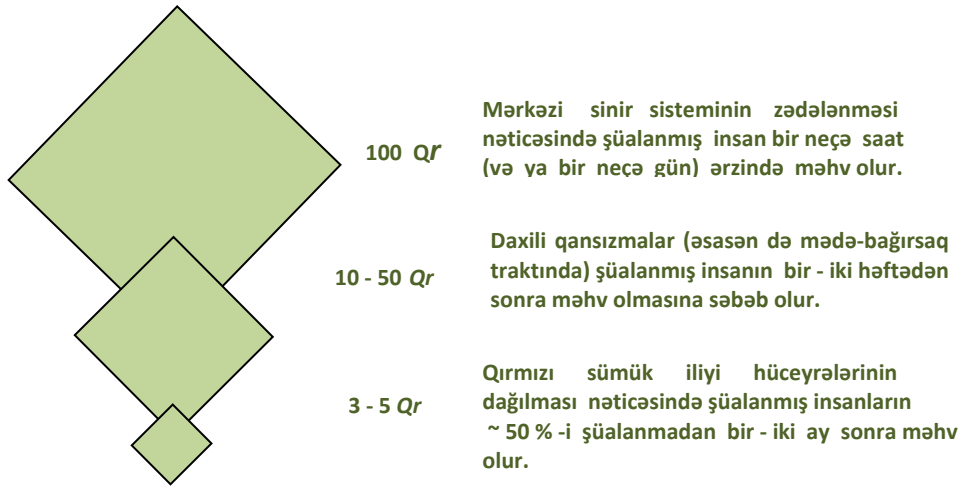 100 Qr
Mərkəzi sinir sisteminin zədələnməsi
nəticəsində şüalanmış insan bir neçə saat
(və ya bir neçə gün) ərzində məhv olur.
10 - 50 Qr
Daxili qansızmalar (əsasən də mədə-bağırsaq
traktında) şüalanmış insanın bir - iki həftədən
sonra məhv olmasına səbəb olur.
3 - 5 Qr
Qırmızı sümük iliyi hüceyrələrinin
dağılması nəticəsində şüalanmış insanların
~ 50 % -i şüalanmadan bir - iki ay sonra məhv
olur.